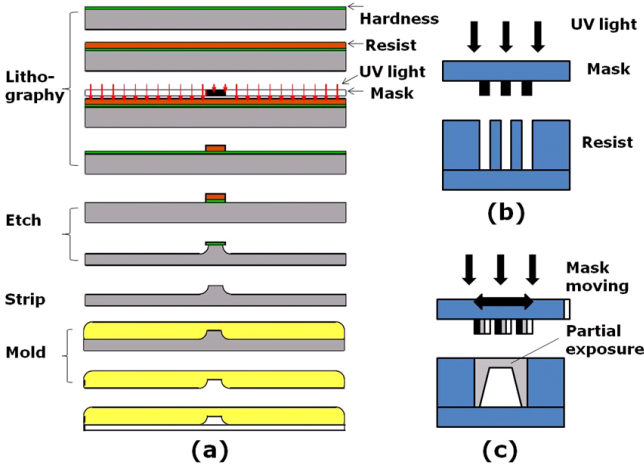 Hardness
Resist
UV light
Mask
Litho-
graphy
Etch
Strip
Mold
(a)
UV light
Mask
Resist
(b)
Mask
moving
Partial
exposure
(c)